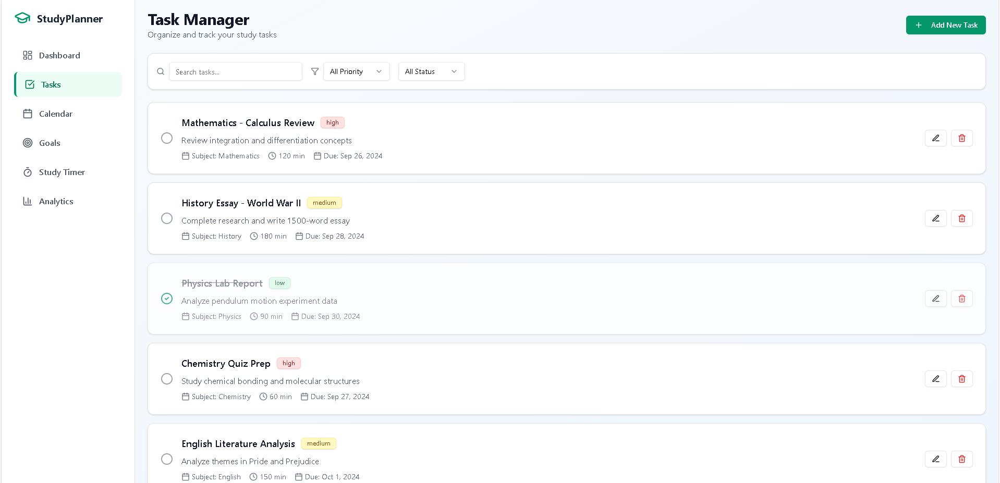 StudyPlanner
Dashboard
Tasks
Calendar
Goals
Study Timer
Analytics
Task Manager
Organize and track your study tasks
Add New Task
Search tasks...
All Priority
All Status
Mathematics - Calculus Review high
Review integration and differentiation concepts
Subject: Mathematics 120 min Due: Sep 26, 2024
History Essay - World War II medium
Complete research and write 1500-word essay
Subject: History 180 min Due: Sep 28, 2024
Physics Lab Report low
Analyze pendulum motion experiment data
Subject: Physics 90 min Due: Sep 30, 2024
Chemistry Quiz Prep high
Study chemical bonding and molecular structures
Subject: Chemistry 60 min Due: Sep 27, 2024
English Literature Analysis medium
Analyze themes in Pride and Prejudice
Subject: English 150 min Due: Oct 1, 2024